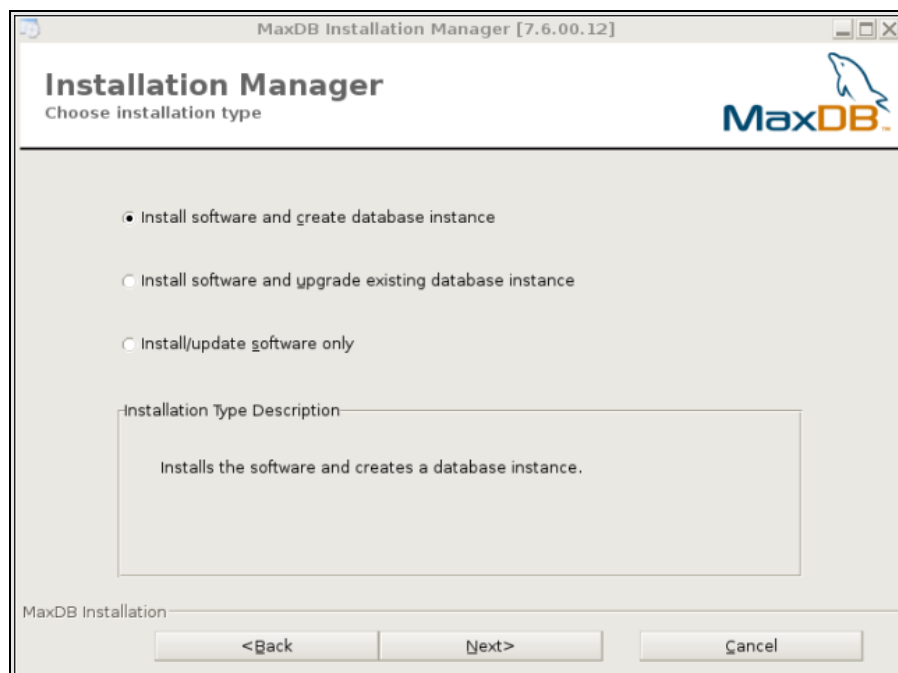 MaxDB Installation Manager [7.6.00.12]
Installation Manager
Choose installation type
MaxDB™
Install software and create database instance
Install software and upgrade existing database instance
Install/update software only
Installation Type Description
Installs the software and creates a database instance.
MaxDB Installation
<Back
Next>
Cancel